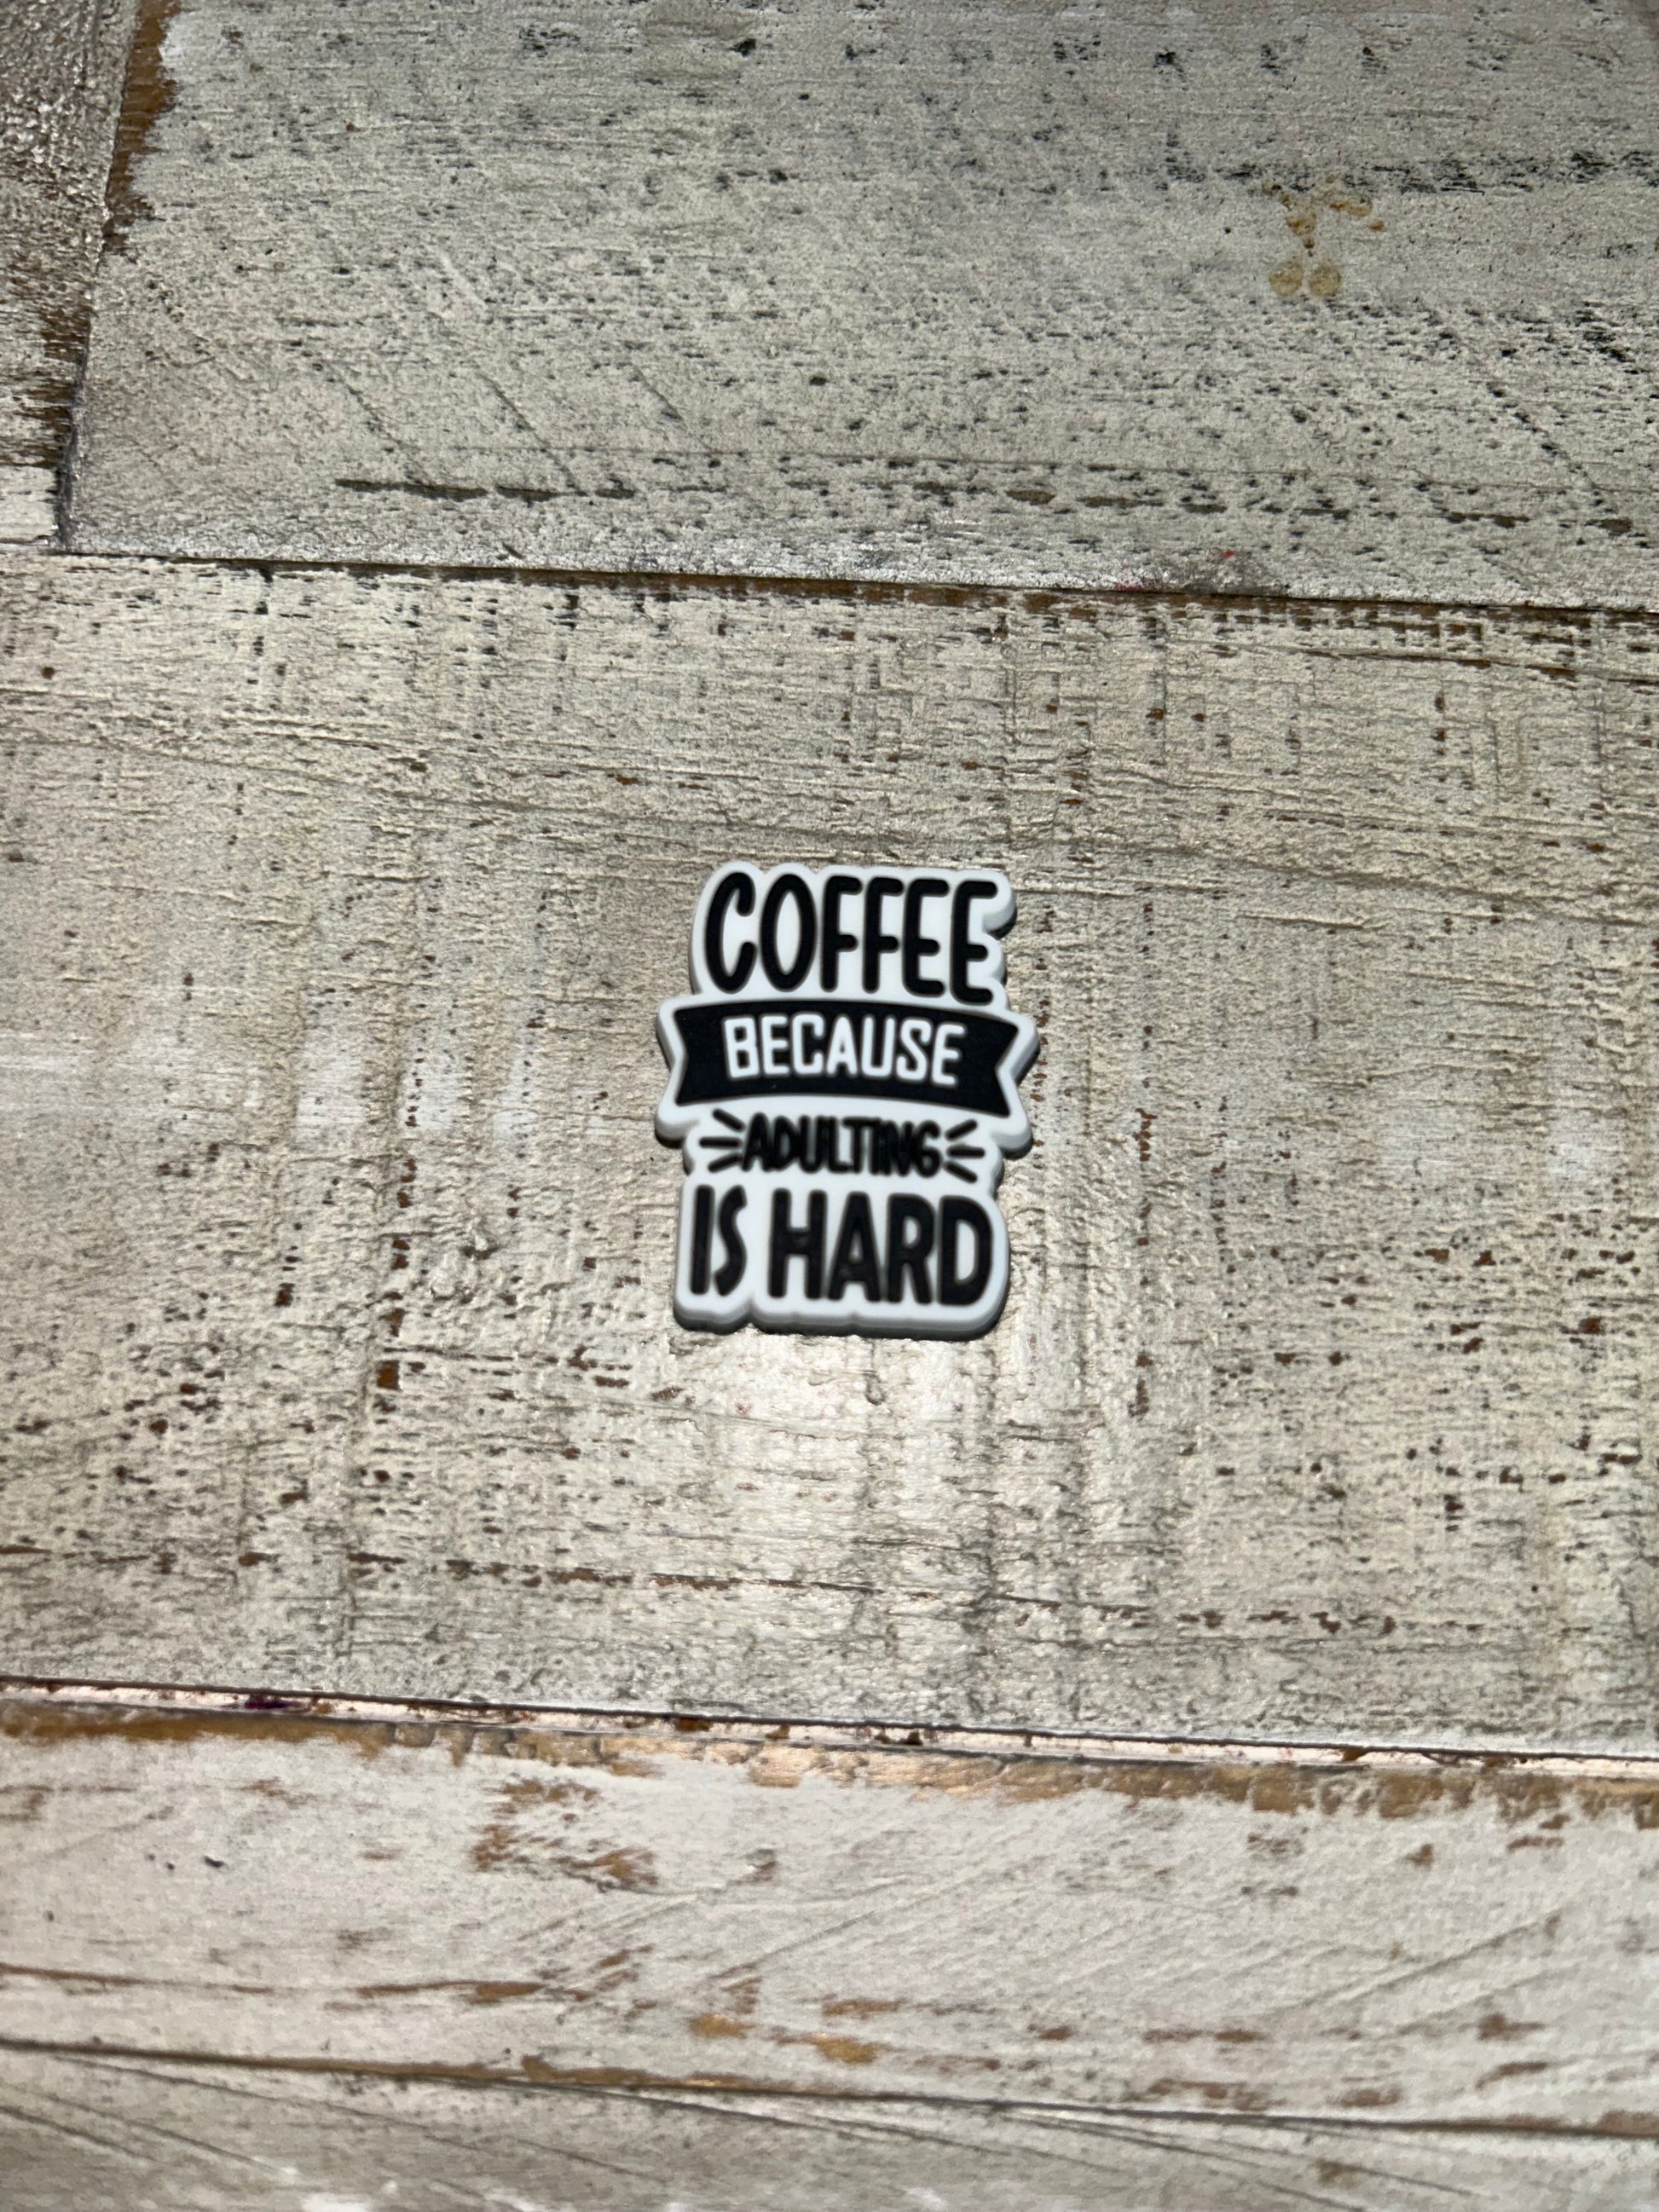 COFFEE
BECAUSE
ADULTING
IS HARD